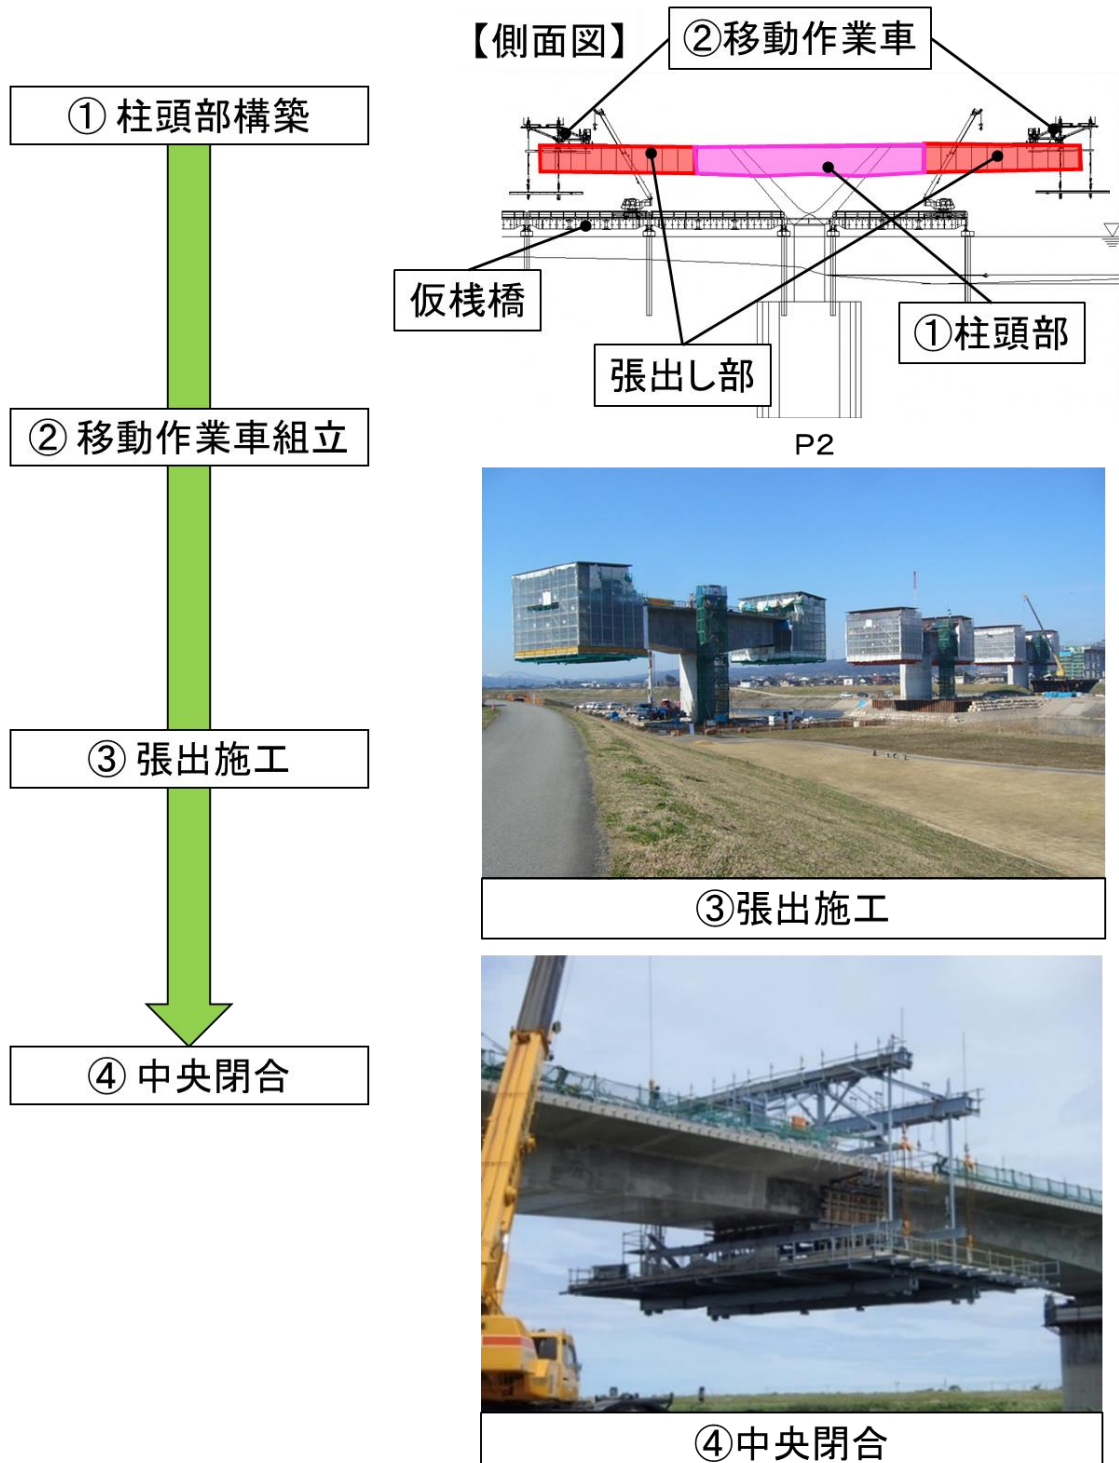 ① 柱頭部構築
② 移動作業車組立
③ 張出施工
④ 中央閉合
【側面図】
②移動作業車
仮桟橋
張出し部
①柱頭部
P2
③張出施工
④中央閉合